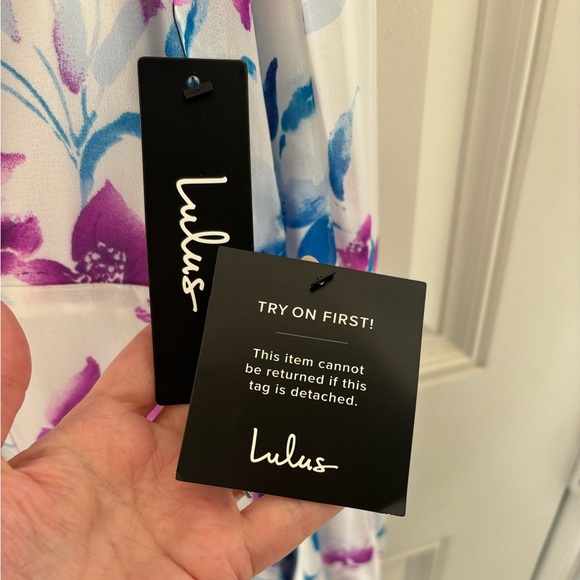 Lulus
TRY ON FIRST!
This item cannot
be returned if this
tag is detached.
Lulus